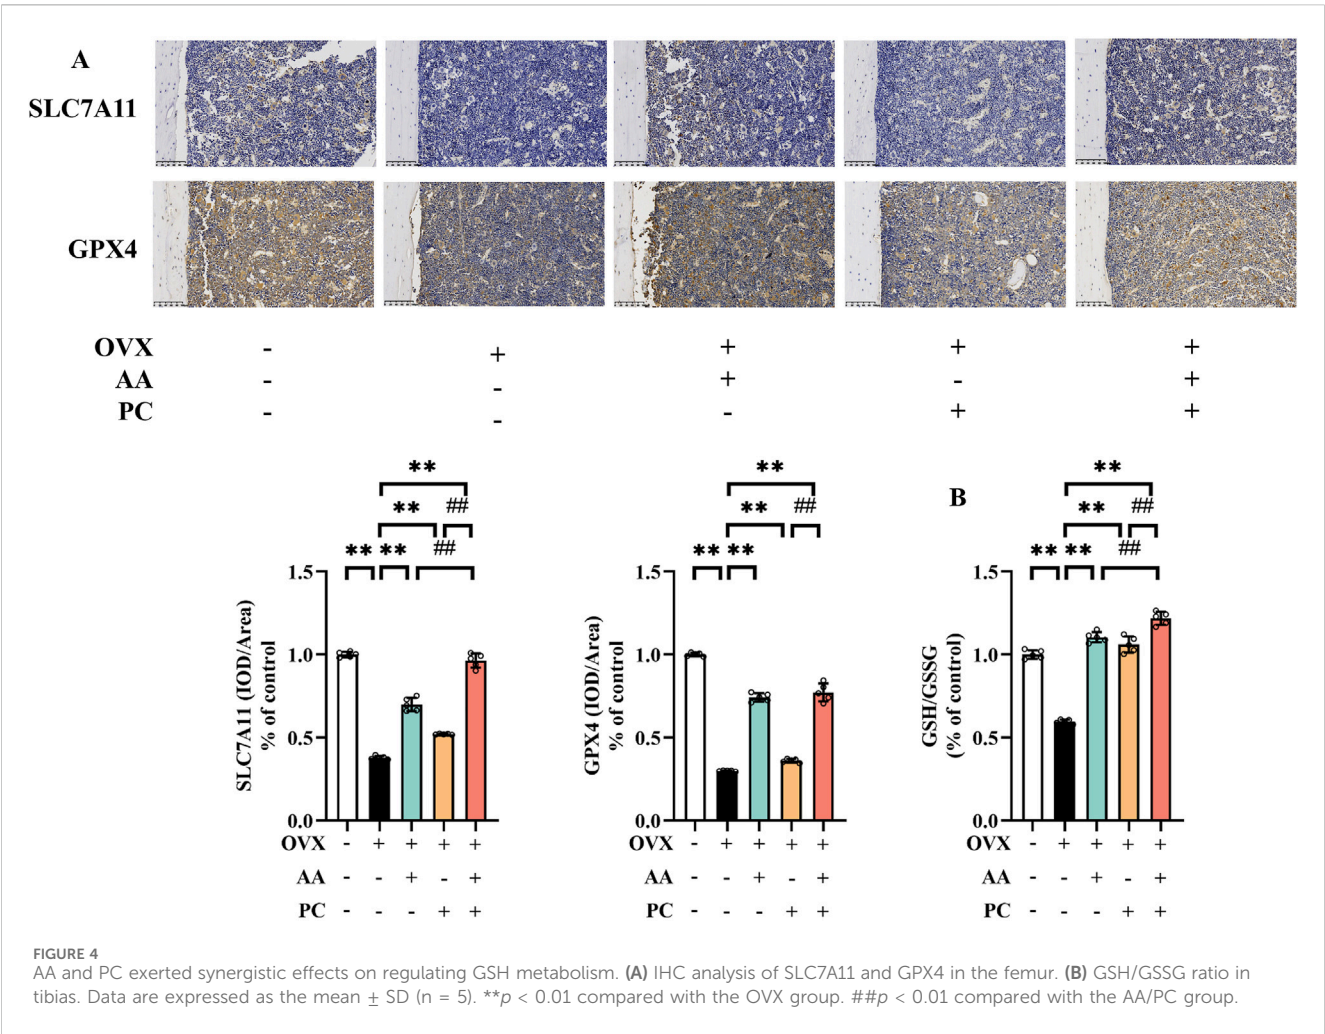 A
SLC7A11
GPX4
OVX - + + + +
AA - - + - +
PC - - - + +
** ** ** ** ## ##
SLC7A11 (IOD/Area)
% of control
1.5
1.0
0.5
0.0
OVX - + + + +
AA - - + - +
PC - - - + +
** ** ** ** ##
GPX4 (IOD/Area)
% of control
1.5
1.0
0.5
0.0
OVX - + + + +
AA - - + - +
PC - - - + +
B
** ** ** ** ## ##
GSH/GSSG
(% of control)
1.5
1.0
0.5
0.0
OVX - + + + +
AA - - + - +
PC - - - + +
FIGURE 4
AA and PC exerted synergistic effects on regulating GSH metabolism. (A) IHC analysis of SLC7A11 and GPX4 in the femur. (B) GSH/GSSG ratio in
tibias. Data are expressed as the mean ± SD (n = 5). **p < 0.01 compared with the OVX group. ##p < 0.01 compared with the AA/PC group.